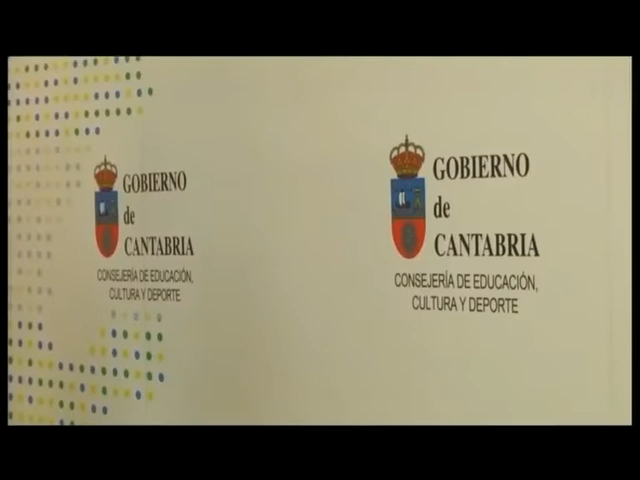 GOBIERNO
de
CANTABRIA
CONSEJERÍA DE EDUCACIÓN,
CULTURA Y DEPORTE
GOBIERNO
de
CANTABRIA
CONSEJERÍA DE EDUCACIÓN,
CULTURA Y DEPORTE